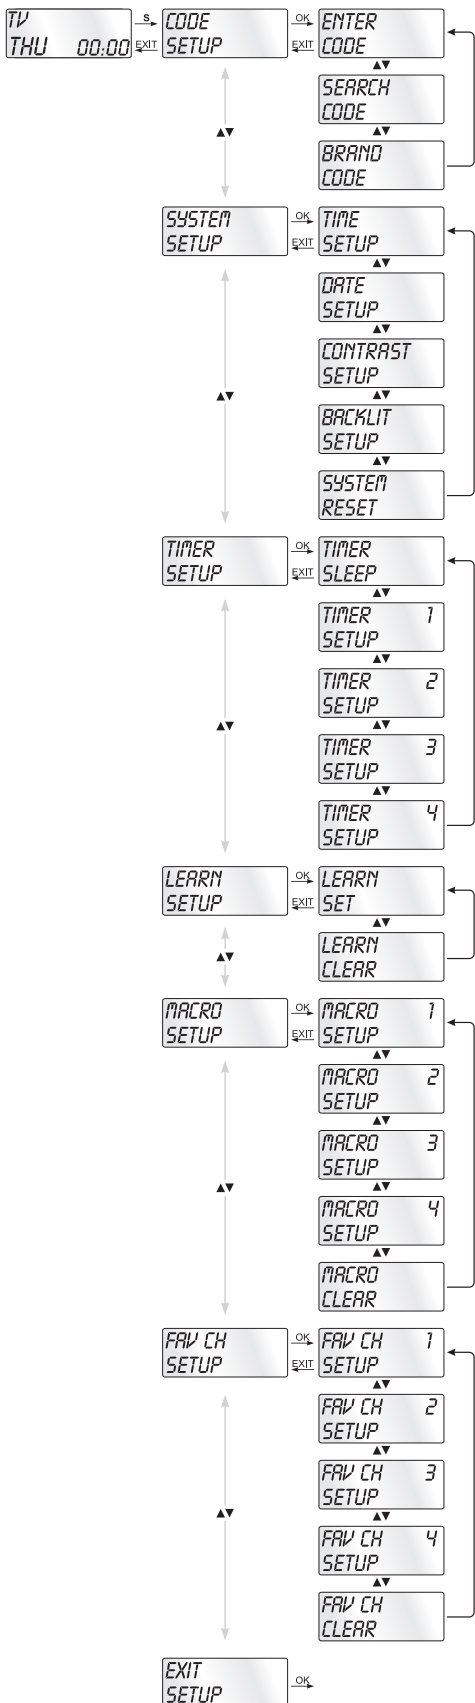 TV
THU 00:00
S
EXIT
CODE
SETUP
OK
EXIT
ENTER
CODE
SEARCH
CODE
BRAND
CODE
SYSTEM
SETUP
OK
EXIT
TIME
SETUP
DATE
SETUP
CONTRAST
SETUP
BACKLIT
SETUP
SYSTEM
RESET
TIMER
SETUP
OK
EXIT
TIMER
SLEEP
TIMER 1
SETUP
TIMER 2
SETUP
TIMER 3
SETUP
TIMER 4
SETUP
LEARN
SETUP
OK
EXIT
LEARN
SET
LEARN
CLEAR
MACRO
SETUP
OK
EXIT
MACRO 1
SETUP
MACRO 2
SETUP
MACRO 3
SETUP
MACRO 4
SETUP
MACRO
CLEAR
FAV CH
SETUP
OK
EXIT
FAV CH 1
SETUP
FAV CH 2
SETUP
FAV CH 3
SETUP
FAV CH 4
SETUP
FAV CH
CLEAR
EXIT
SETUP
OK